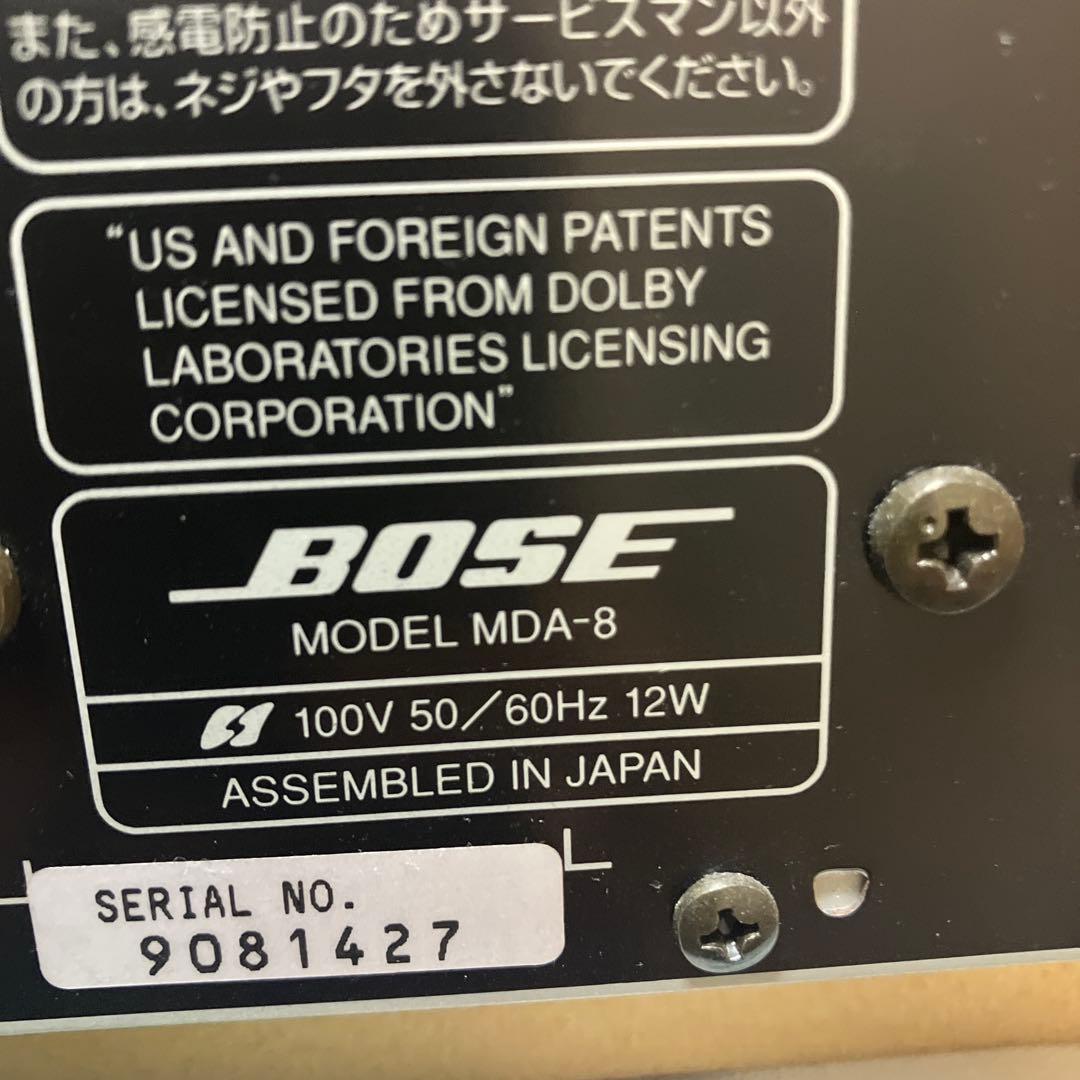 また、感電防止のためサービスマン以外
の方は、ネジやフタを外さないでください。
“US AND FOREIGN PATENTS
LICENSED FROM DOLBY
LABORATORIES LICENSING
CORPORATION”
BOSE
MODEL MDA-8
100V 50/60Hz 12W
ASSEMBLED IN JAPAN
SERIAL NO.
9081427